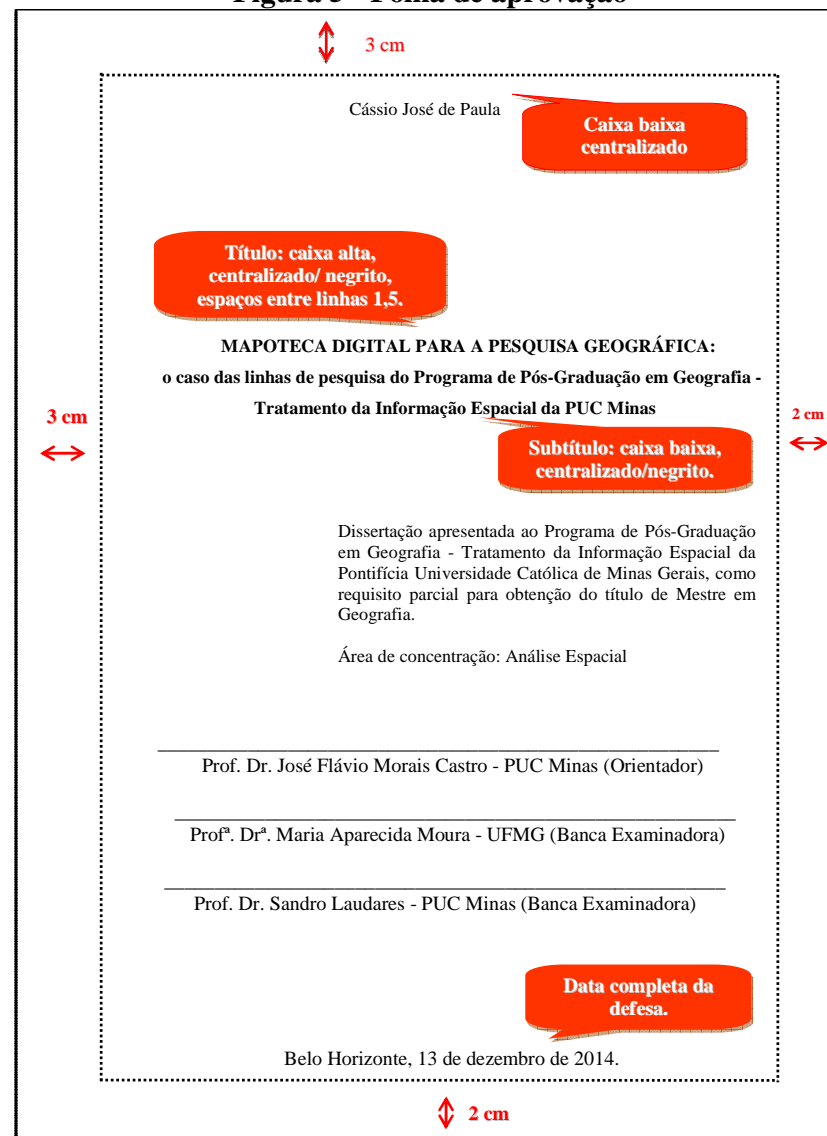 Figura 5 - Folha de aprovação
3 cm
Cássio José de Paula
Caixa baixa
centralizado
Título: caixa alta,
centralizado/ negrito,
espaços entre linhas 1,5.
MAPOTECA DIGITAL PARA A PESQUISA GEOGRÁFICA:
o caso das linhas de pesquisa do Programa de Pós-Graduação em Geografia -
Tratamento da Informação Espacial da PUC Minas
3 cm
2 cm
Subtítulo: caixa baixa,
centralizado/negrito.
Dissertação apresentada ao Programa de Pós-Graduação
em Geografia - Tratamento da Informação Espacial da
Pontifícia Universidade Católica de Minas Gerais, como
requisito parcial para obtenção do título de Mestre em
Geografia.
Área de concentração: Análise Espacial
Prof. Dr. José Flávio Morais Castro - PUC Minas (Orientador)
Profª. Drª. Maria Aparecida Moura - UFMG (Banca Examinadora)
Prof. Dr. Sandro Laudares - PUC Minas (Banca Examinadora)
Data completa da
defesa.
Belo Horizonte, 13 de dezembro de 2014.
2 cm